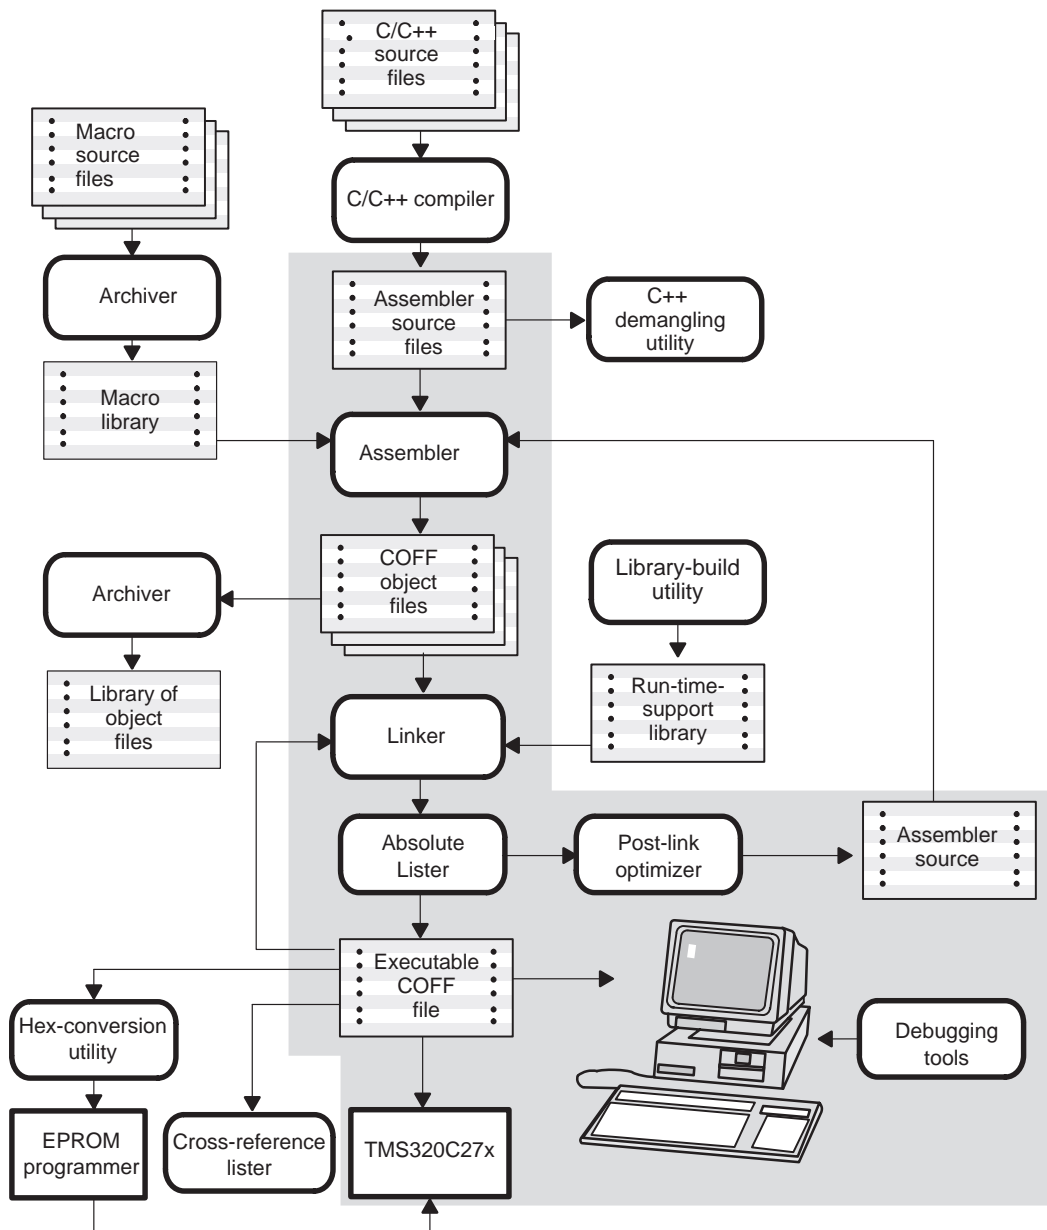 C/C++
source
files
Macro
source
files
C/C++ compiler
Archiver
Assembler
source
files
C++
demangling
utility
Macro
library
Assembler
COFF
object
files
Library-build
utility
Archiver
Library of
object
files
Run-time-
support
library
Linker
Absolute
Lister
Post-link
optimizer
Assembler
source
Executable
COFF
file
Hex-conversion
utility
Debugging
tools
EPROM
programmer
Cross-reference
lister
TMS320C27x